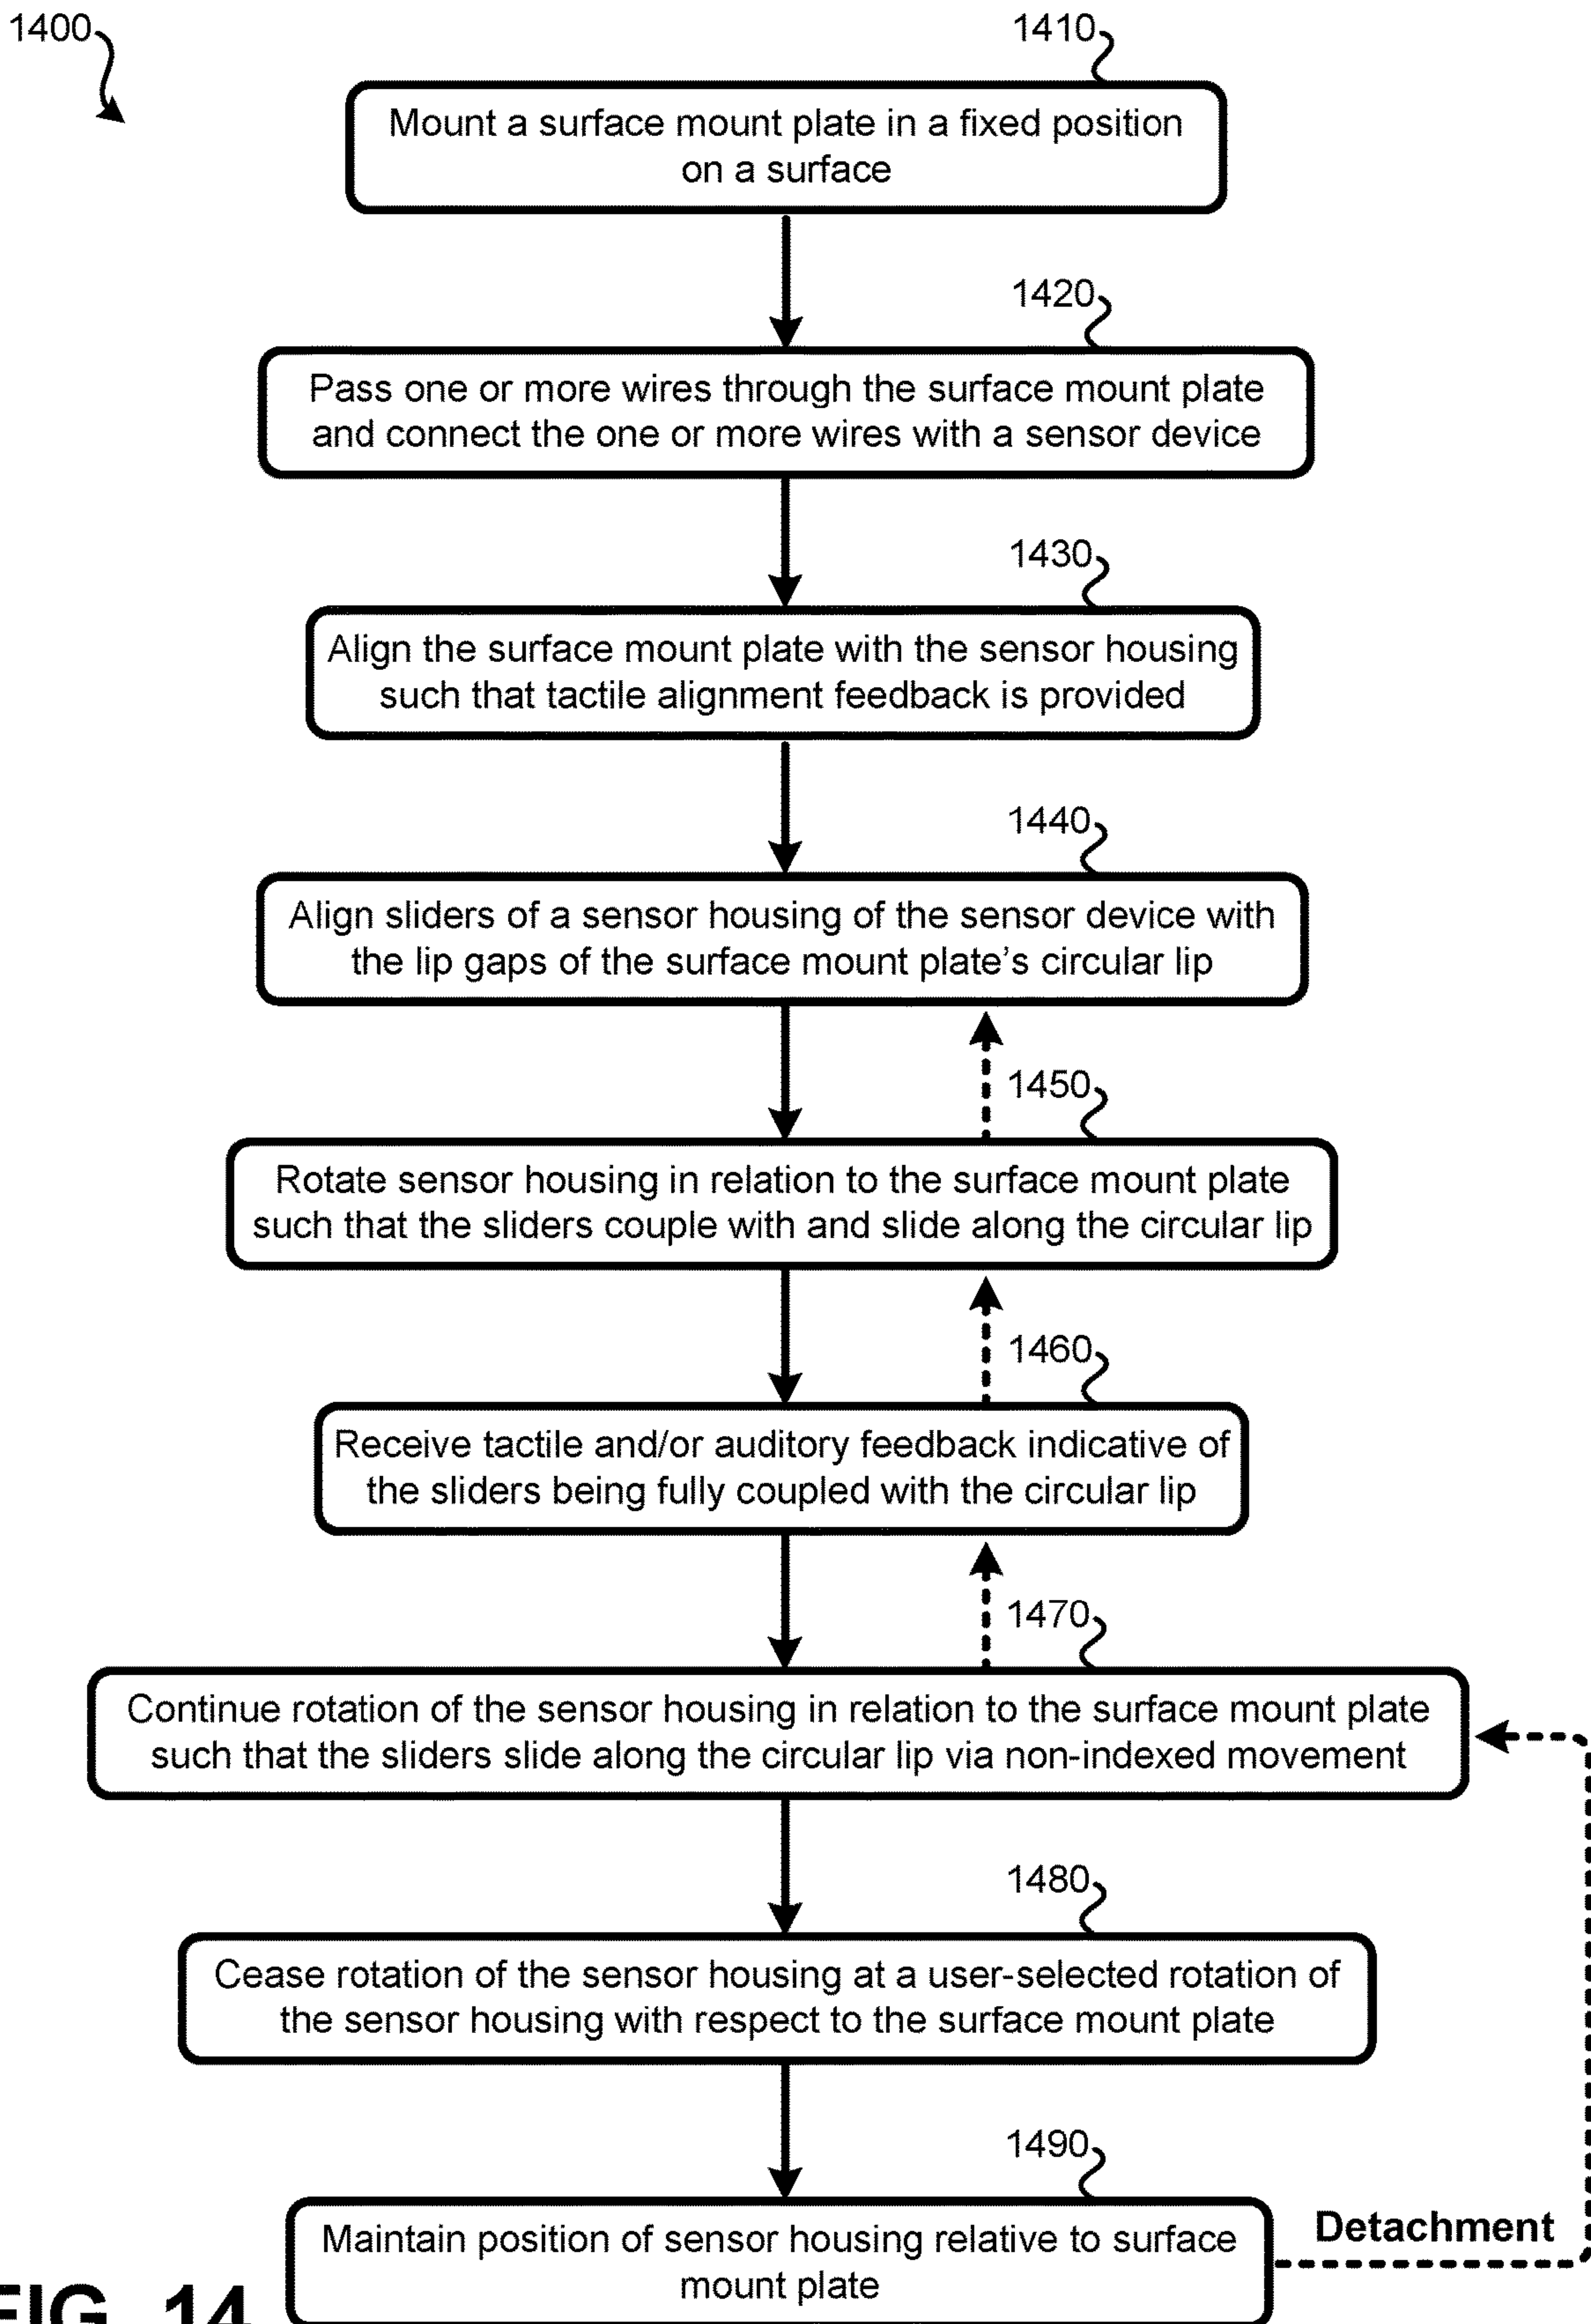 1400
1410
Mount a surface mount plate in a fixed position
on a surface
1420
Pass one or more wires through the surface mount plate
and connect the one or more wires with a sensor device
1430
Align the surface mount plate with the sensor housing
such that tactile alignment feedback is provided
1440
Align sliders of a sensor housing of the sensor device with
the lip gaps of the surface mount plate’s circular lip
1450
Rotate sensor housing in relation to the surface mount plate
such that the sliders couple with and slide along the circular lip
1460
Receive tactile and/or auditory feedback indicative of
the sliders being fully coupled with the circular lip
1470
Continue rotation of the sensor housing in relation to the surface mount plate
such that the sliders slide along the circular lip via non-indexed movement
1480
Cease rotation of the sensor housing at a user-selected rotation of
the sensor housing with respect to the surface mount plate
1490
Maintain position of sensor housing relative to surface
mount plate
Detachment
FIG. 14